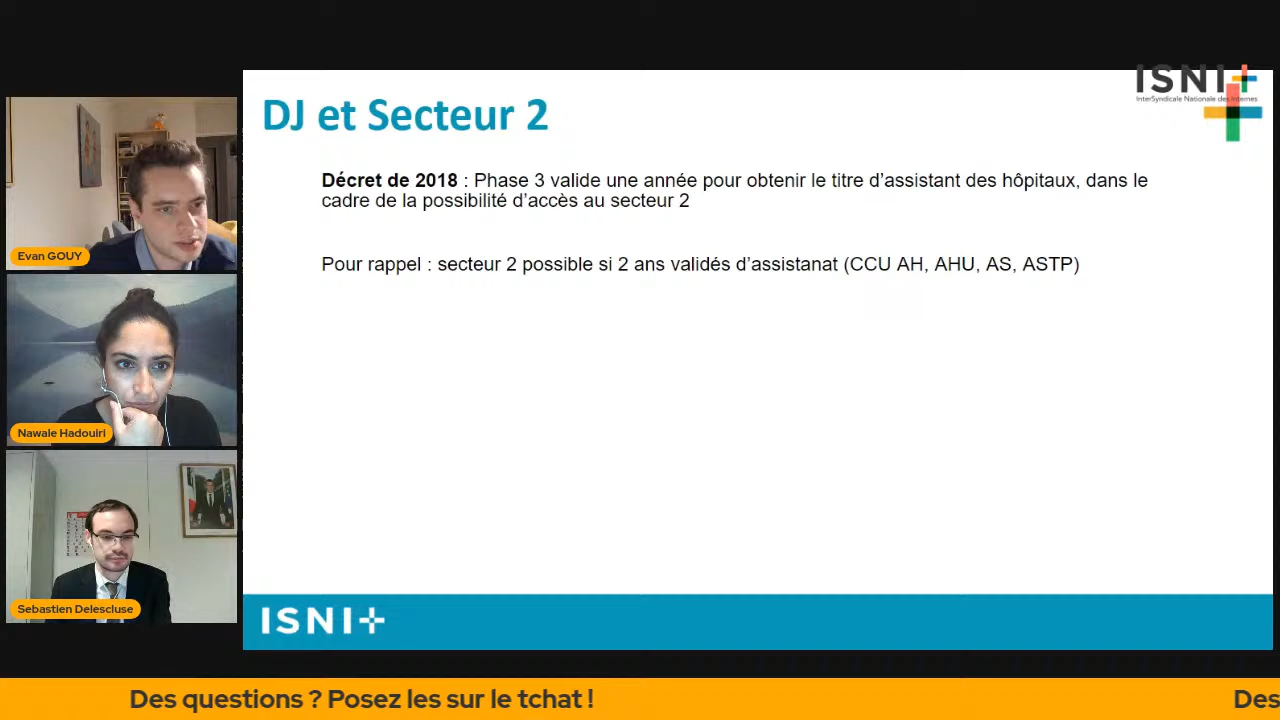 ISNI+
InterSyndicale Nationale des Internes
DJ et Secteur 2
Décret de 2018 : Phase 3 valide une année pour obtenir le titre d'assistant des hôpitaux, dans le
cadre de la possibilité d'accès au secteur 2
Pour rappel : secteur 2 possible si 2 ans validés d'assistanat (CCU AH, AHU, AS, ASTP)
Evan GOUY
Nawale Hadouiri
Sebastien Delescluse
ISNI+
Des questions ? Posez les sur le tchat !
Des